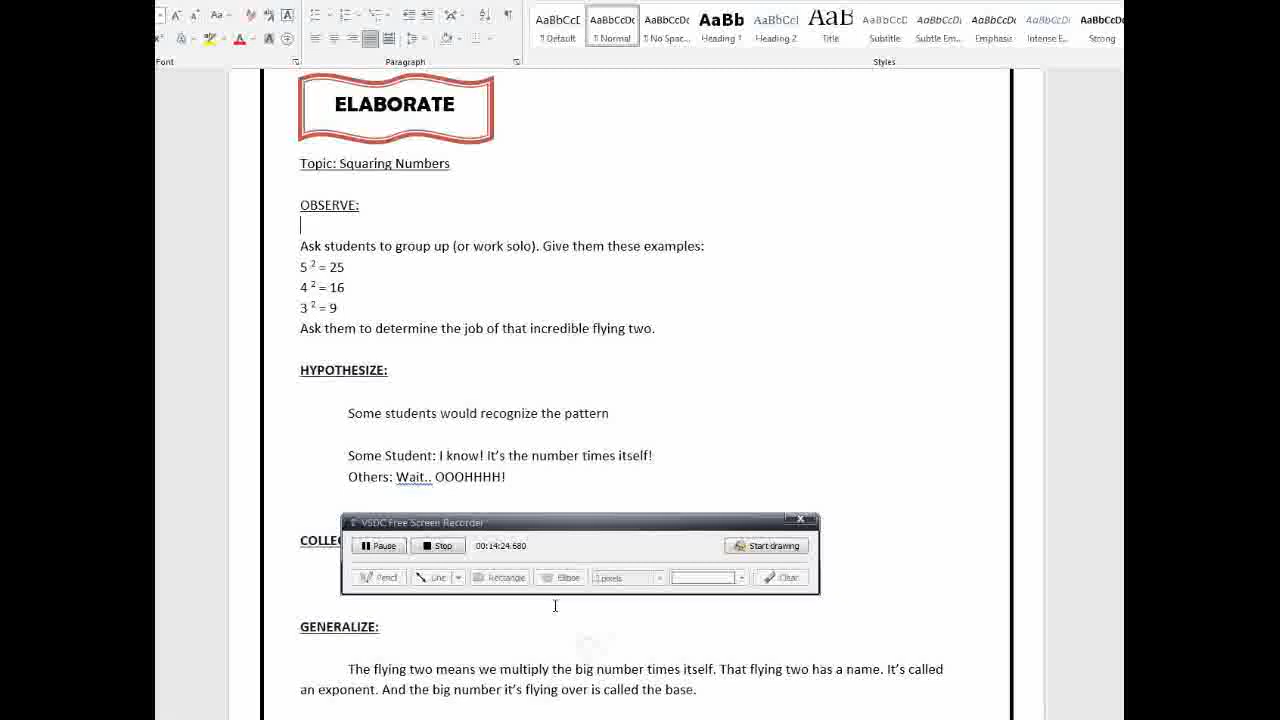 Aa
AaBbCcDc AaBbCcDc AaBbCcDc AaBb AaBbCcDc AaB AaBbCcD AaBbCcDi AaBbCcDi AaBbCcDi AaBbCcDc
¶ Default ¶ Normal ¶ No Spac... Heading 1 Heading 2 Title Subtitle Subtle Em... Emphasis Intense E... Strong
Font Paragraph Styles
ELABORATE
Topic: Squaring Numbers
OBSERVE:
Ask students to group up (or work solo). Give them these examples:
5 ² = 25
4 ² = 16
3 ² = 9
Ask them to determine the job of that incredible flying two.
HYPOTHESIZE:
Some students would recognize the pattern
Some Student: I know! It’s the number times itself!
Others: Wait.. OOOHHHH!
VSDC Free Screen Recorder
COLLEC
Pause Stop 00:14:24:680 Start drawing
Pencil Line Rectangle Ellipse pixels Clear
GENERALIZE:
The flying two means we multiply the big number times itself. That flying two has a name. It’s called
an exponent. And the big number it’s flying over is called the base.